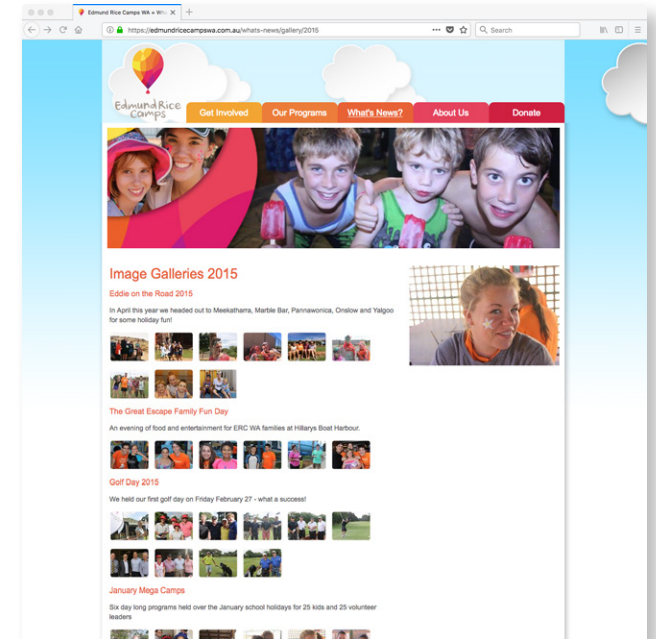 Edmund Rice Camps WA » Wh
https://edmundricecampswa.com.au/whats-news/gallery/2015
Search
Edmund Rice
Camps
Get Involved
Our Programs
What's News?
About Us
Donate
Image Galleries 2015
Eddie on the Road 2015
In April this year we headed out to Meekatharra, Marble Bar, Pannawonica, Onslow and Yalgoo
for some holiday fun!
The Great Escape Family Fun Day
An evening of food and entertainment for ERC WA families at Hillarys Boat Harbour.
Golf Day 2015
We held our first golf day on Friday February 27 - what a success!
January Mega Camps
Six day long programs held over the January school holidays for 25 kids and 25 volunteer
leaders